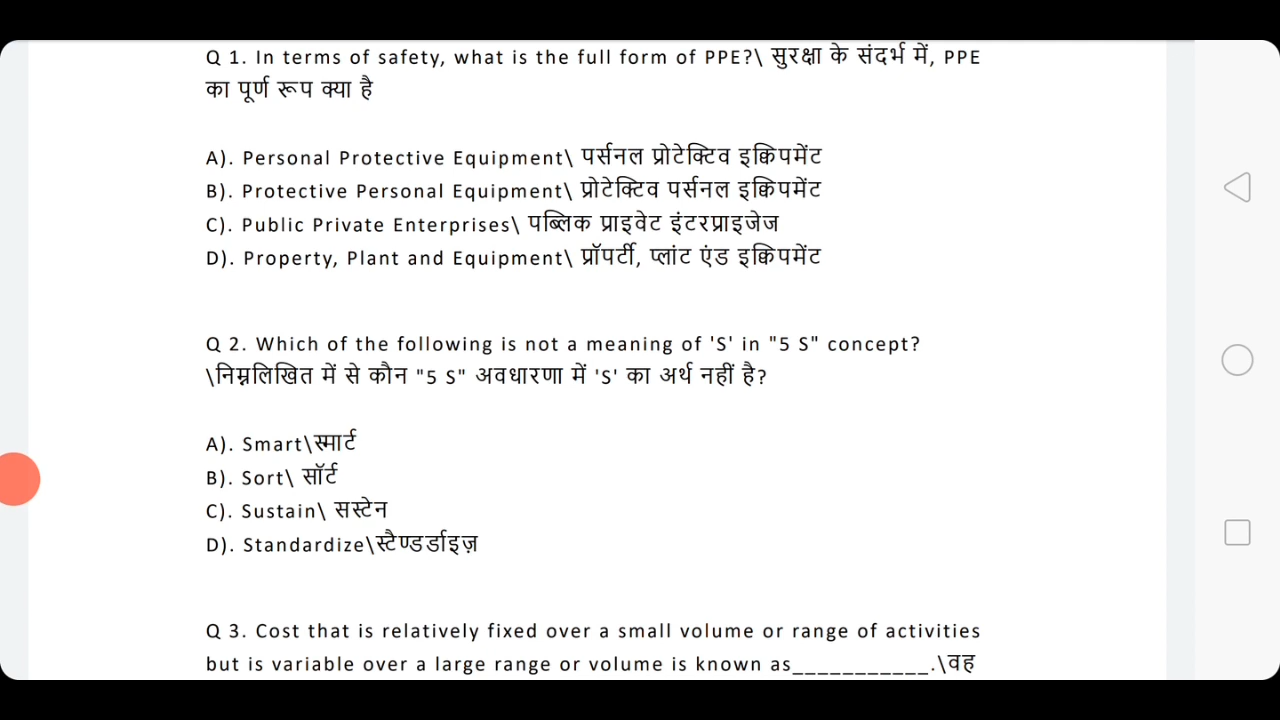 Q 1. In terms of safety, what is the full form of PPE?\ सुरक्षा के संदर्भ में, PPE
का पूर्ण रूप क्या है
A). Personal Protective Equipment\ पर्सनल प्रोटेक्टिव इक्विपमेंट
B). Protective Personal Equipment\ प्रोटेक्टिव पर्सनल इक्विपमेंट
C). Public Private Enterprises\ पब्लिक प्राइवेट इंटरप्राइजेज
D). Property, Plant and Equipment\ प्रॉपर्टी, प्लांट एंड इक्विपमेंट
Q 2. Which of the following is not a meaning of 'S' in "5 S" concept?
\निम्नलिखित में से कौन "5 S" अवधारणा में 'S' का अर्थ नहीं है?
A). Smart\स्मार्ट
B). Sort\ सॉर्ट
C). Sustain\ सस्टेन
D). Standardize\स्टैण्डर्डाइज़
Q 3. Cost that is relatively fixed over a small volume or range of activities
but is variable over a large range or volume is known as___________.\वह